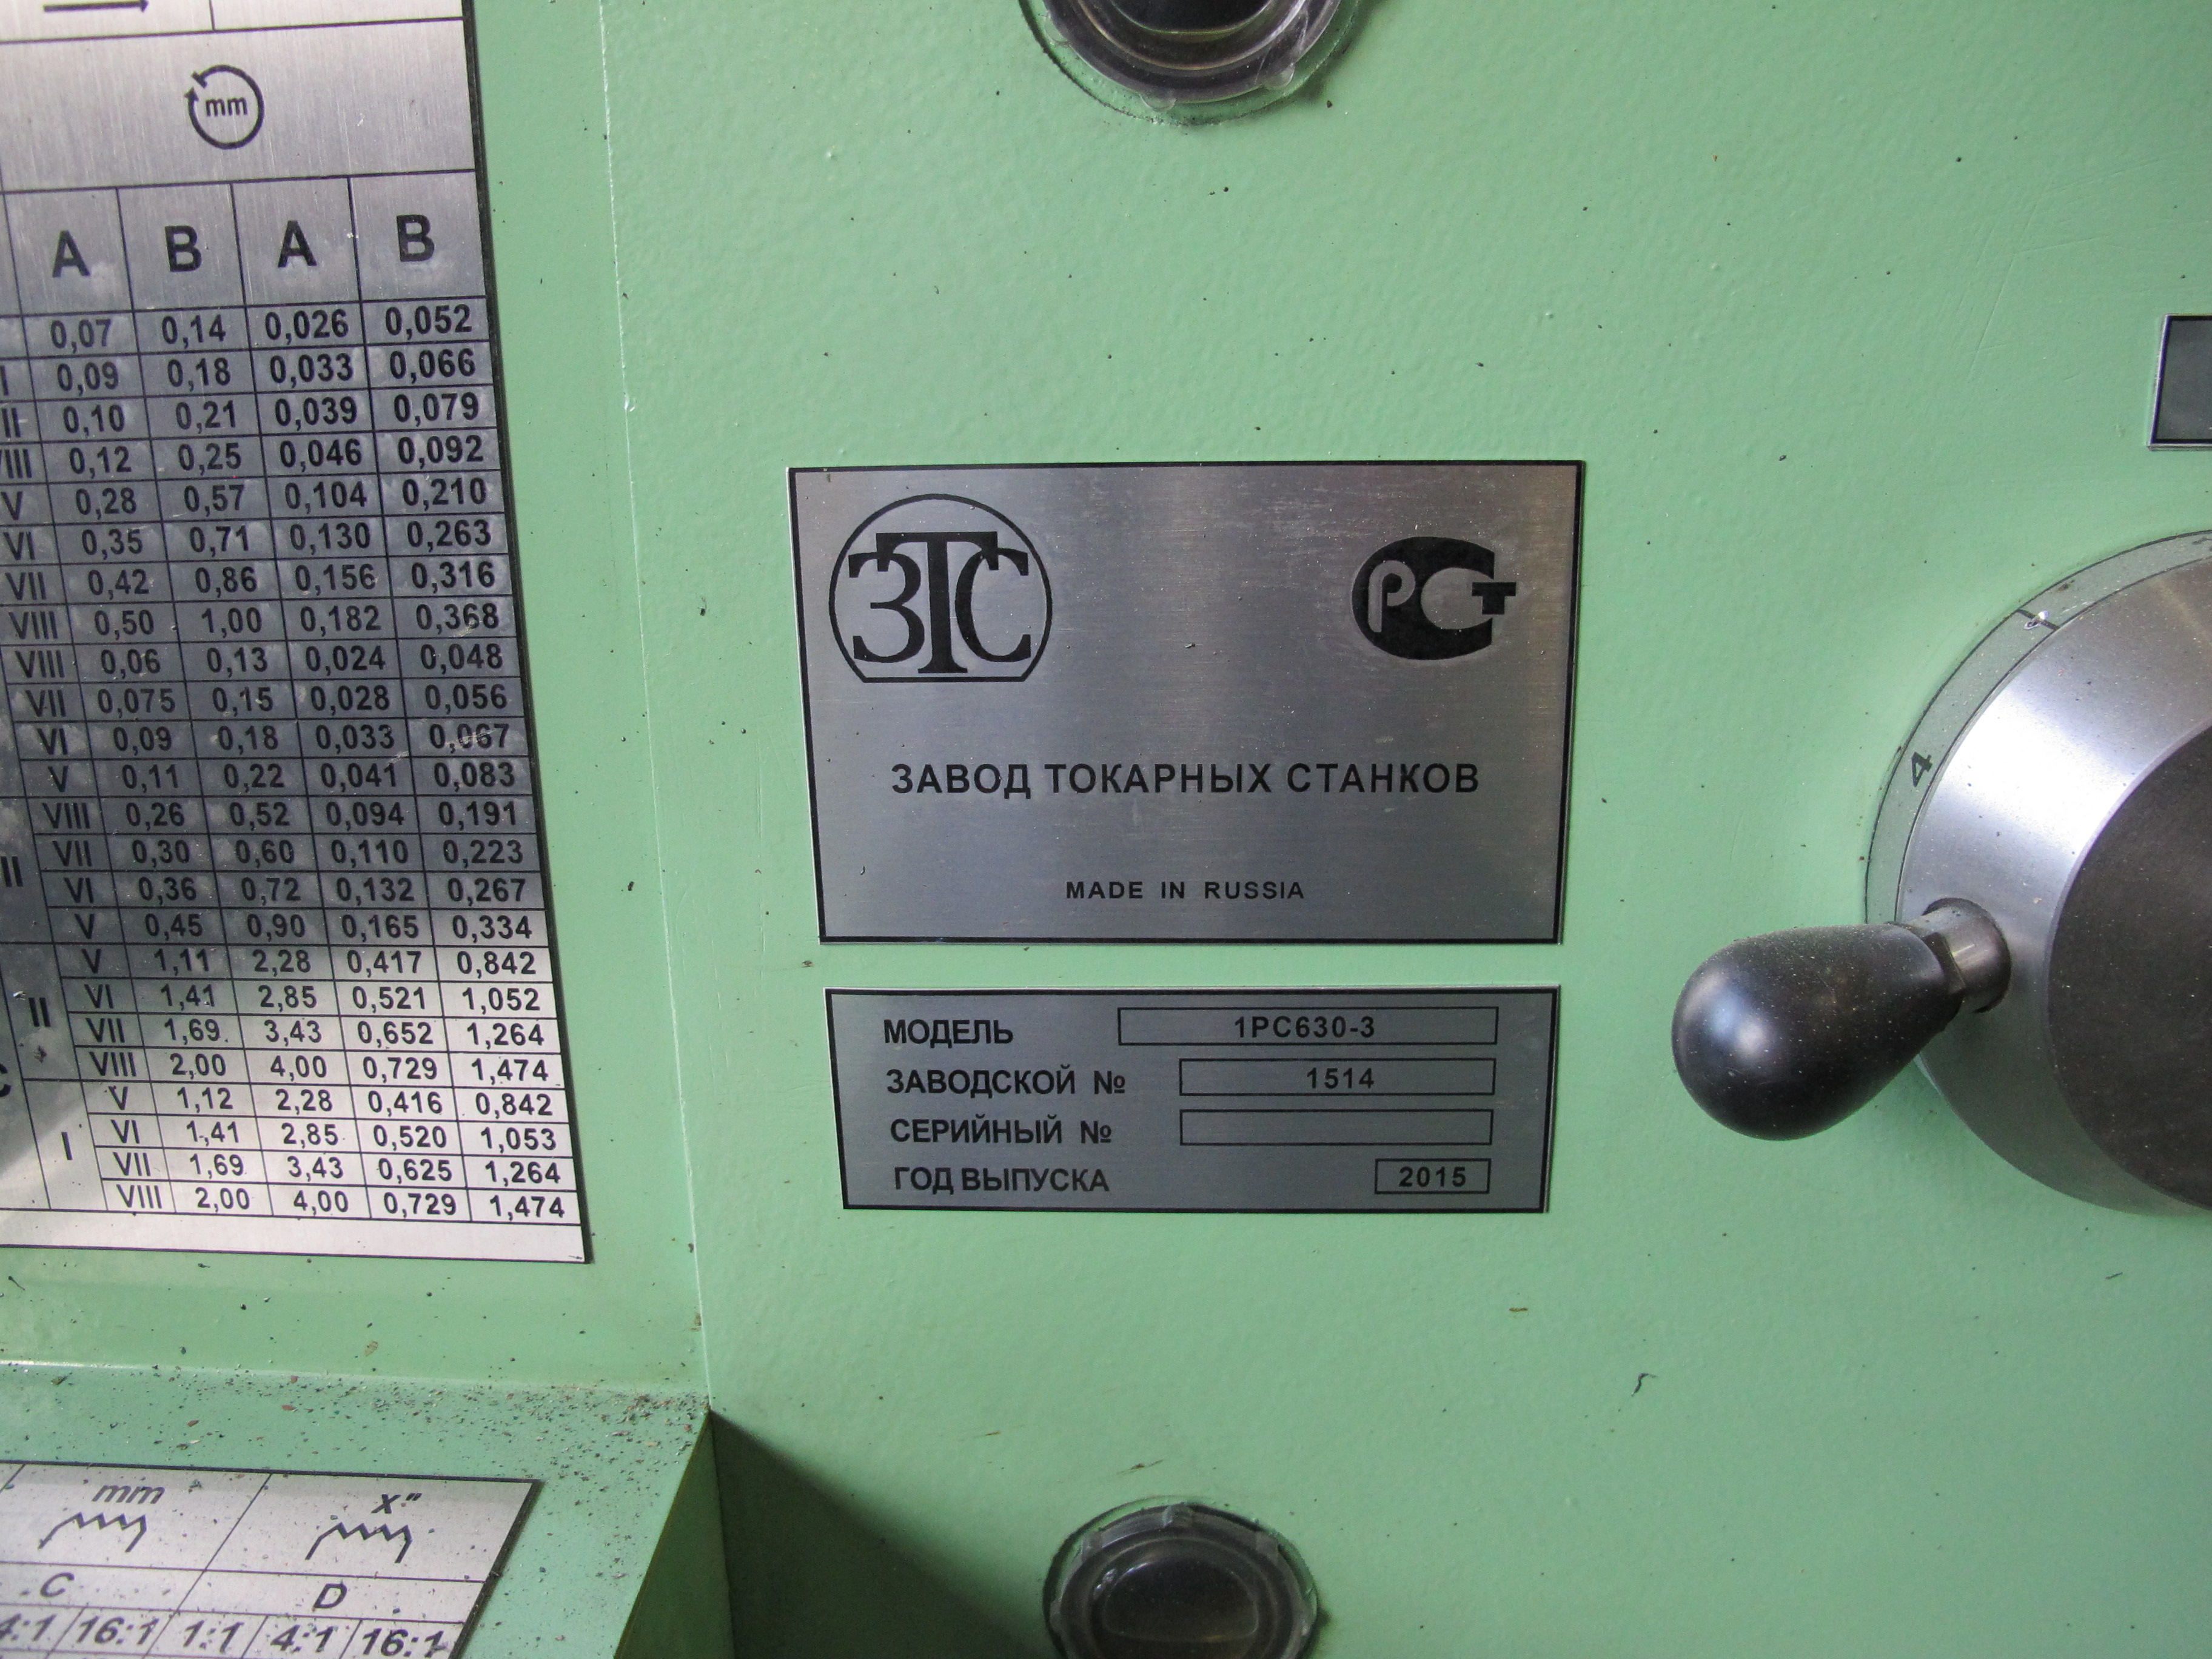 mm
A B A B
0,07 0,14 0,026 0,052
I 0,09 0,18 0,033 0,066
II 0,10 0,21 0,039 0,079
VIII 0,12 0,25 0,046 0,092
V 0,28 0,57 0,104 0,210
VI 0,35 0,71 0,130 0,263
VII 0,42 0,86 0,156 0,316
VIII 0,50 1,00 0,182 0,368
VIII 0,06 0,13 0,024 0,048
VII 0,075 0,15 0,028 0,056
VI 0,09 0,18 0,033 0,067
V 0,11 0,22 0,041 0,083
VIII 0,26 0,52 0,094 0,191
II VII 0,30 0,60 0,110 0,223
VI 0,36 0,72 0,132 0,267
V 0,45 0,90 0,165 0,334
V 1,11 2,28 0,417 0,842
II VI 1,41 2,85 0,521 1,052
VII 1,69 3,43 0,652 1,264
C VIII 2,00 4,00 0,729 1,474
V 1,12 2,28 0,416 0,842
I VI 1,41 2,85 0,520 1,053
VII 1,69 3,43 0,625 1,264
VIII 2,00 4,00 0,729 1,474
mm x"
C D
4:1 16:1 1:1 4:1 16:1
ЗТС РСТ
ЗАВОД ТОКАРНЫХ СТАНКОВ
MADE IN RUSSIA
МОДЕЛЬ 1РС630-3
ЗАВОДСКОЙ № 1514
СЕРИЙНЫЙ №
ГОД ВЫПУСКА 2015
4